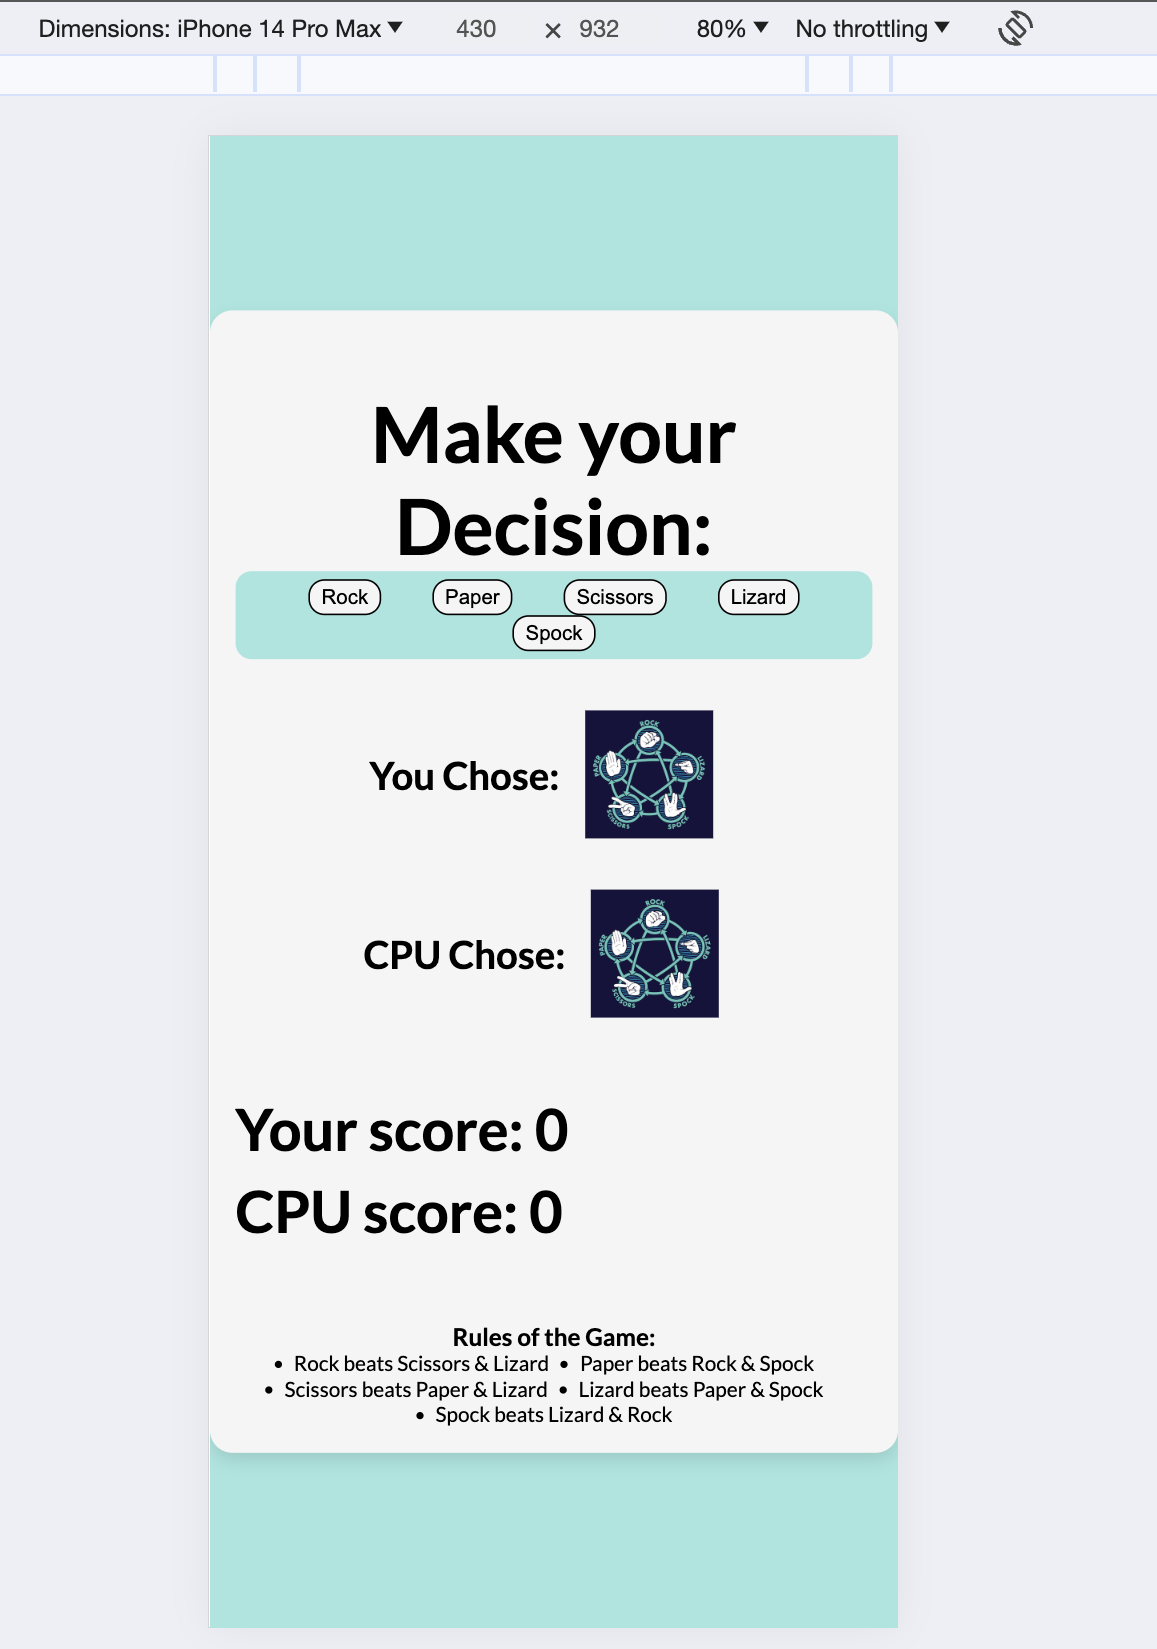 Dimensions: iPhone 14 Pro Max ▼ 430 × 932 80% ▼ No throttling ▼
Make your
Decision:
Rock Paper Scissors Lizard
Spock
You Chose:
ROCK
PAPER
LIZARD
SCISSORS
SPOCK
CPU Chose:
ROCK
PAPER
LIZARD
SCISSORS
SPOCK
Your score: 0
CPU score: 0
Rules of the Game:
• Rock beats Scissors & Lizard • Paper beats Rock & Spock
• Scissors beats Paper & Lizard • Lizard beats Paper & Spock
• Spock beats Lizard & Rock